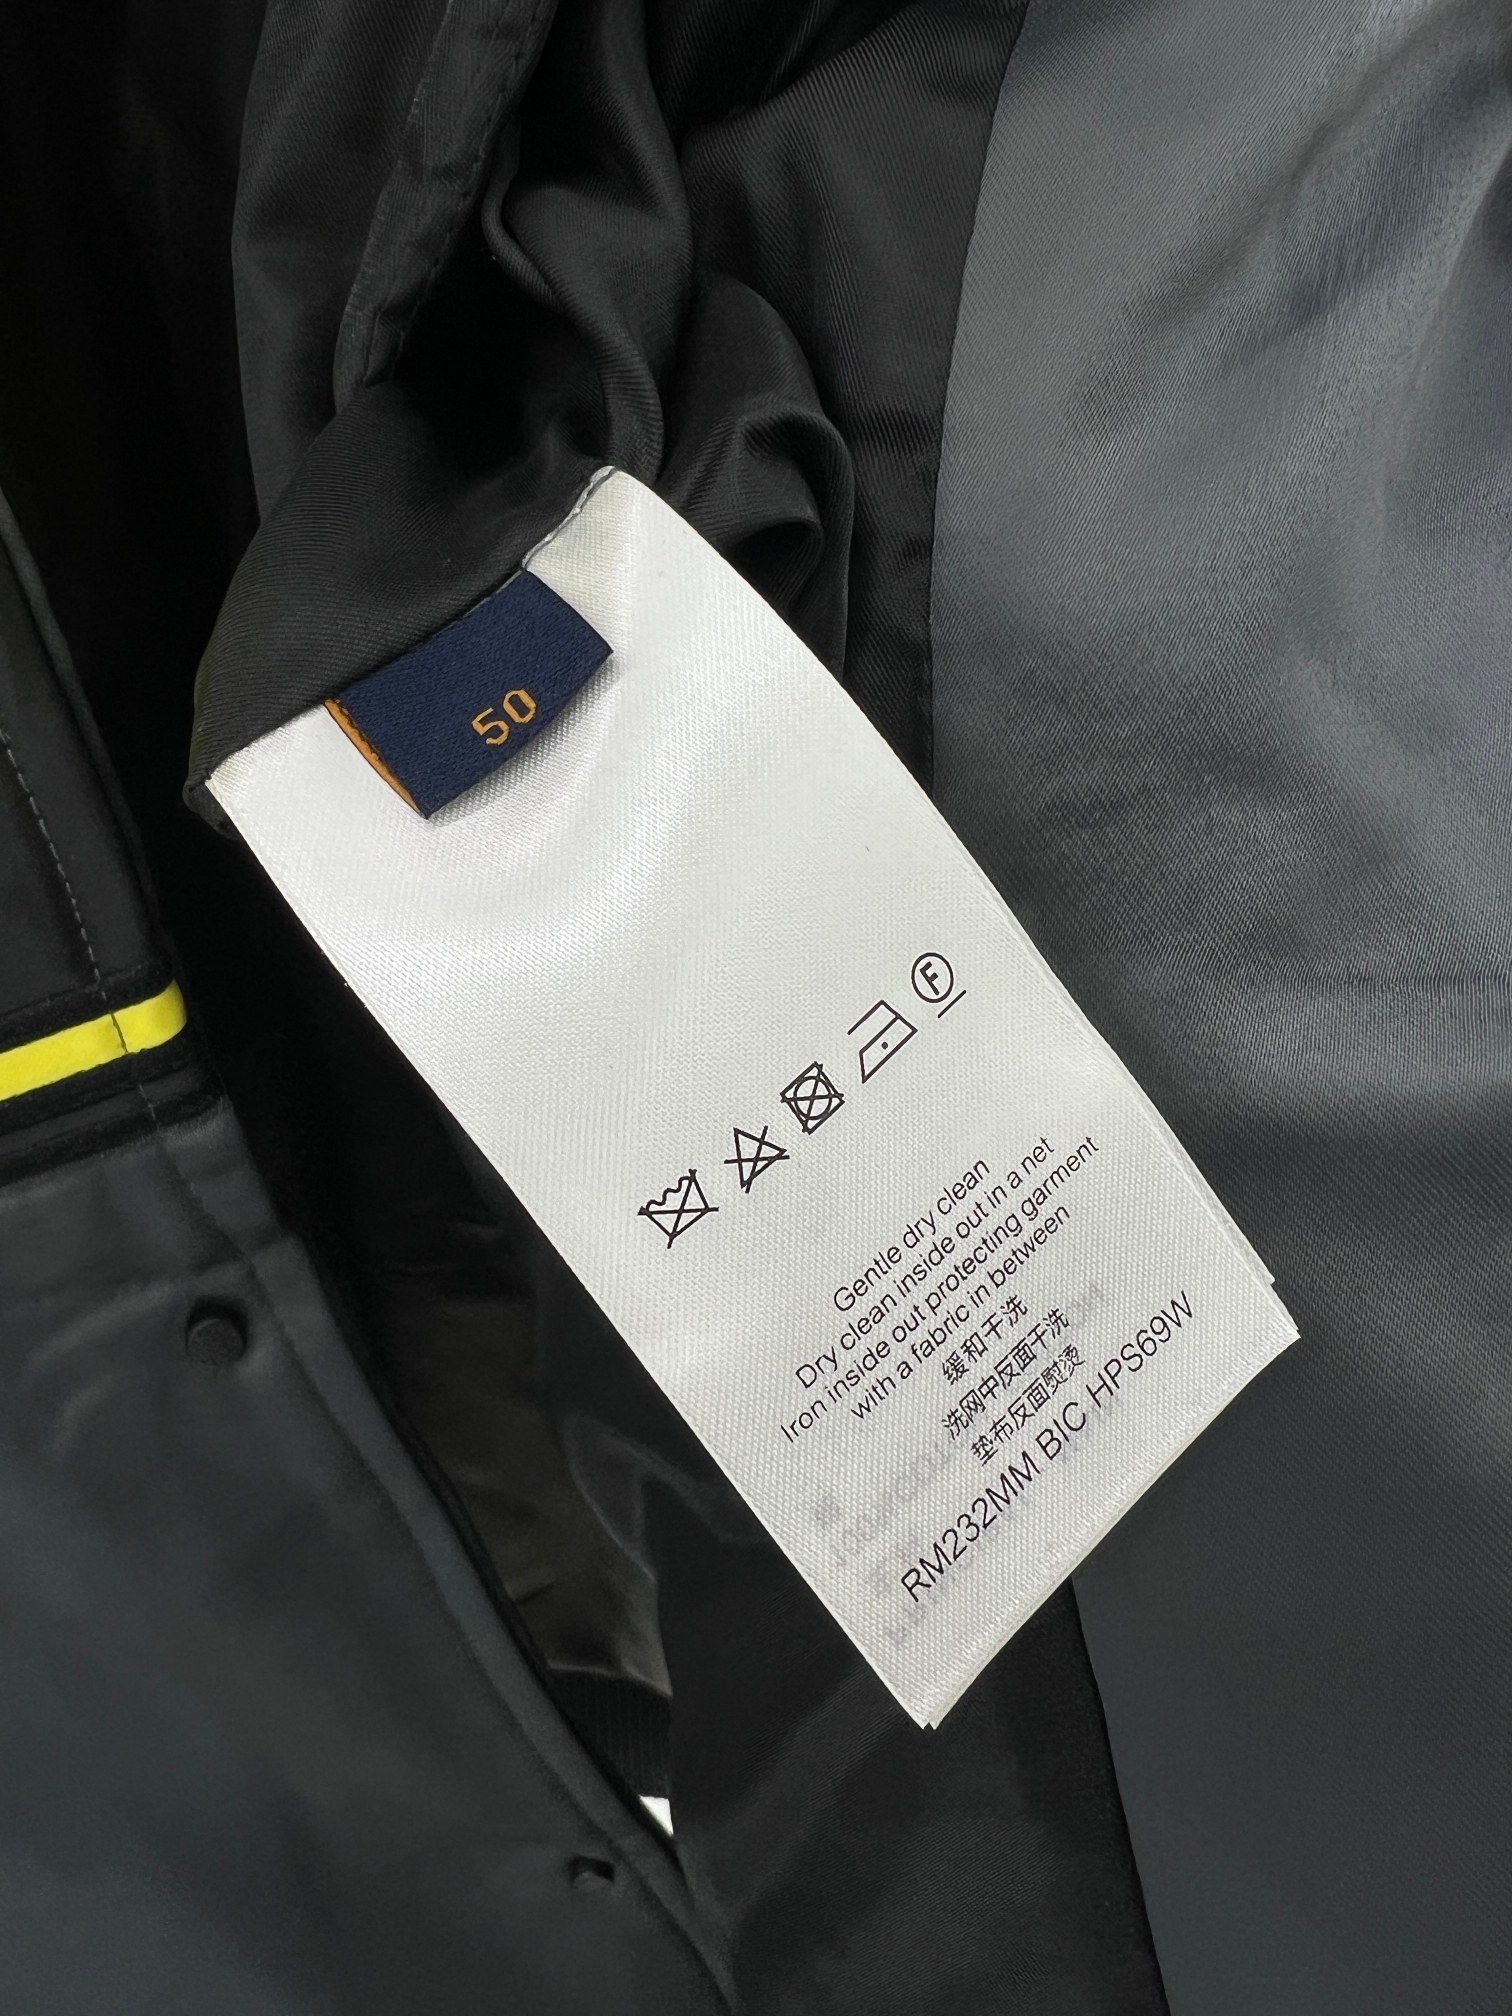 50
F
Gentle dry clean
Dry clean inside out in a net
Iron inside out protecting garment
with a fabric in between
缓和干洗
洗网中反面干洗
垫布反面熨烫
RM232MM BIC HPS69W